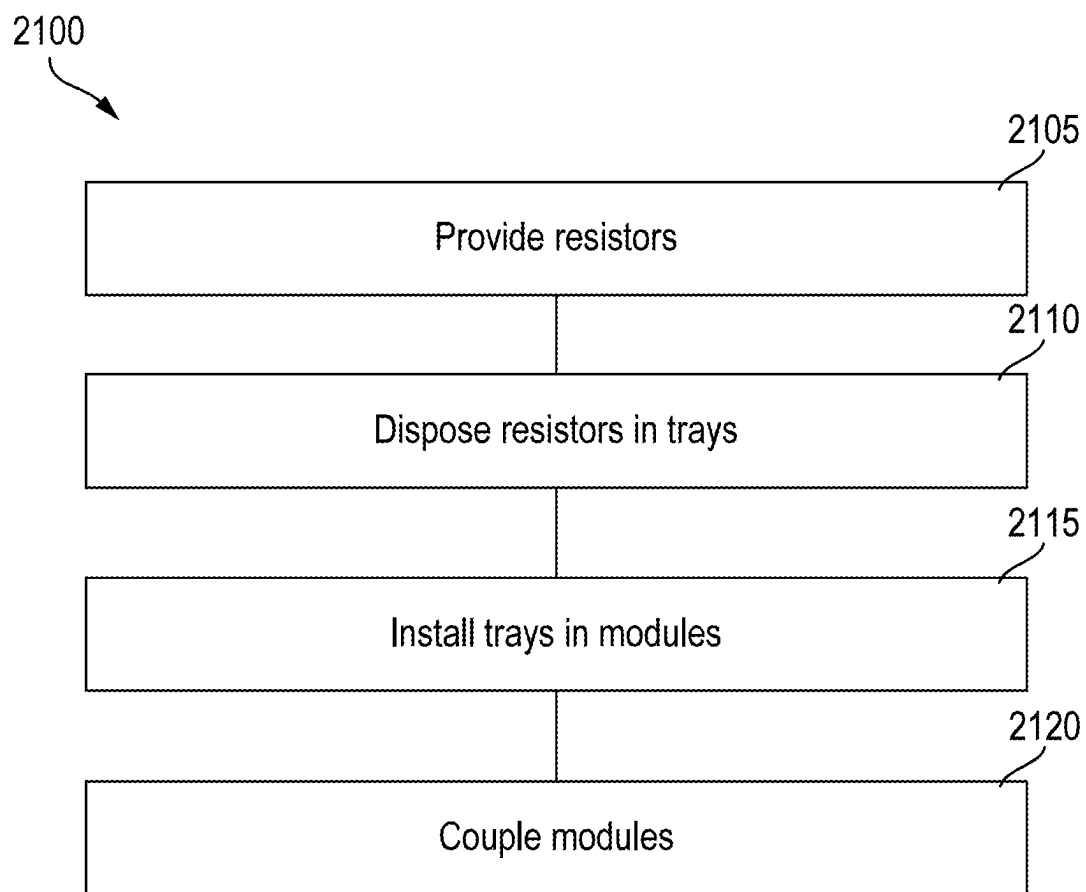 2100
2105
Provide resistors
2110
Dispose resistors in trays
2115
Install trays in modules
2120
Couple modules